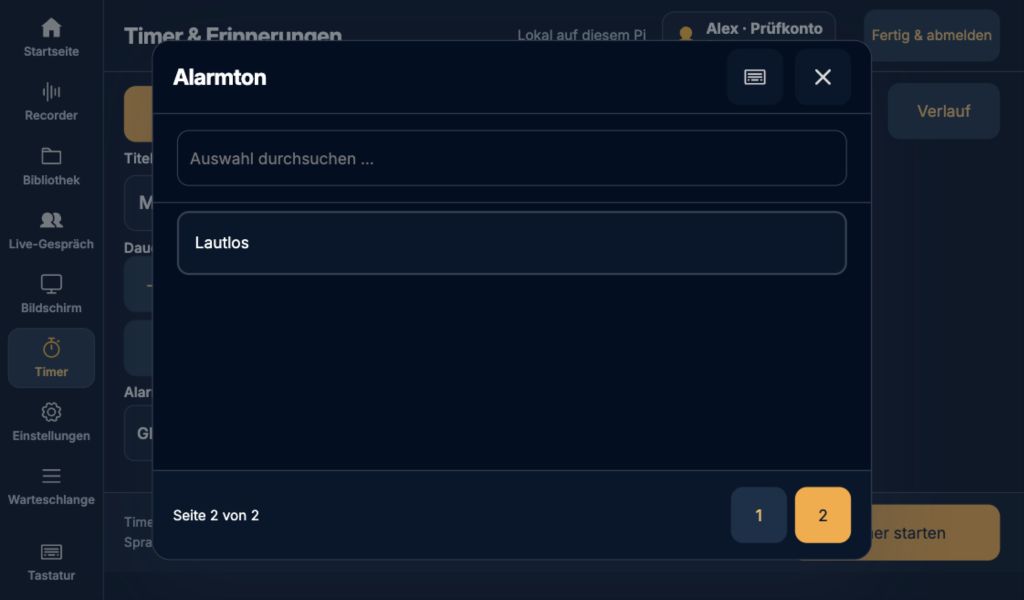 Startseite
Recorder
Bibliothek
Live-Gespräch
Bildschirm
Timer
Einstellungen
Warteschlange
Tastatur
Timer & Erinnerungen
Lokal auf diesem Pi
Alex · Prüfkonto
Fertig & abmelden
Verlauf
Alarmton
Auswahl durchsuchen ...
Lautlos
Seite 2 von 2
1
2
starten